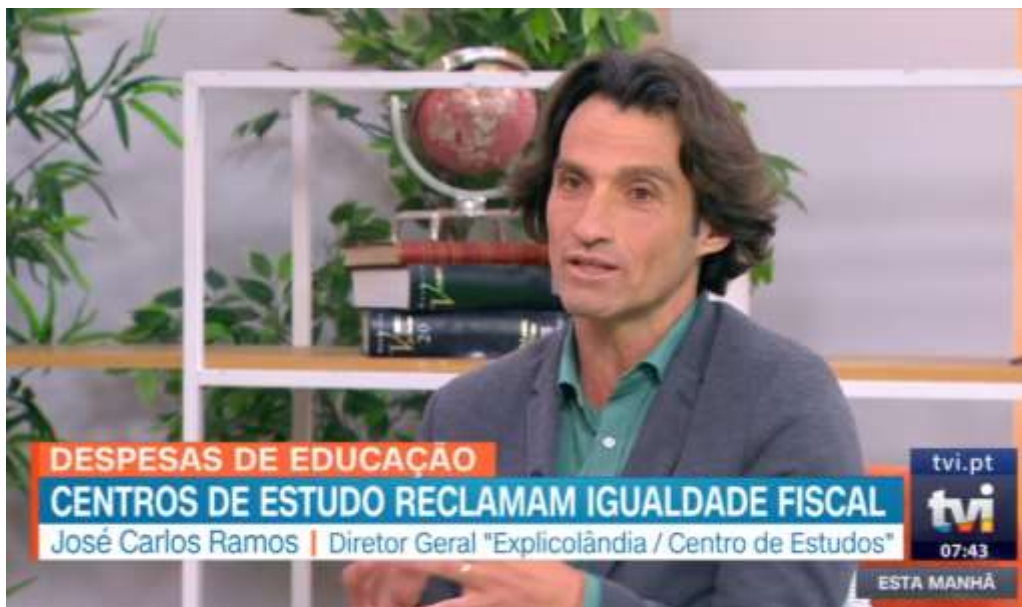 DESPESAS DE EDUCAÇÃO
CENTROS DE ESTUDO RECLAMAM IGUALDADE FISCAL
José Carlos Ramos | Diretor Geral "Explicolândia / Centro de Estudos"
tvi.pt
tvi
07:43
ESTA MANHÃ